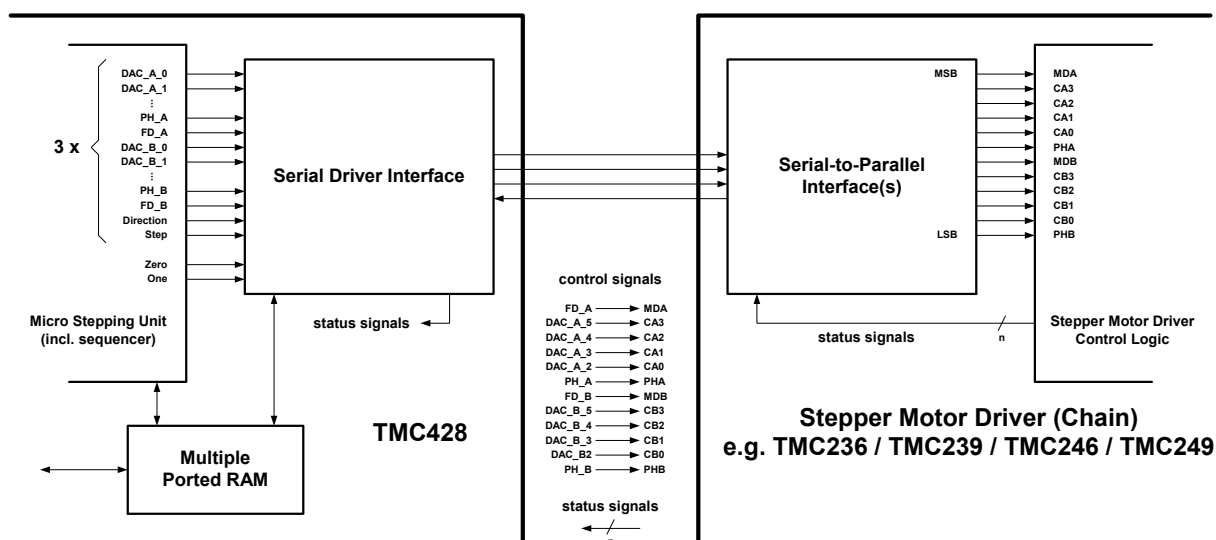 DAC_A_0
DAC_A_1
⋮
PH_A
FD_A
DAC_B_0
DAC_B_1
⋮
PH_B
FD_B
Direction
Step
Zero
One
3 x
Micro Stepping Unit
(incl. sequencer)
Serial Driver Interface
status signals
Multiple
Ported RAM
TMC428
control signals
FD_A MDA
DAC_A_5 CA3
DAC_A_4 CA2
DAC_A_3 CA1
DAC_A_2 CA0
PH_A PHA
FD_B MDB
DAC_B_5 CB3
DAC_B_4 CB2
DAC_B_3 CB1
DAC_B2 CB0
PH_B PHB
status signals
Serial-to-Parallel
Interface(s)
MSB
LSB
MDA
CA3
CA2
CA1
CA0
PHA
MDB
CB3
CB2
CB1
CB0
PHB
status signals
n
Stepper Motor Driver
Control Logic
Stepper Motor Driver (Chain)
e.g. TMC236 / TMC239 / TMC246 / TMC249